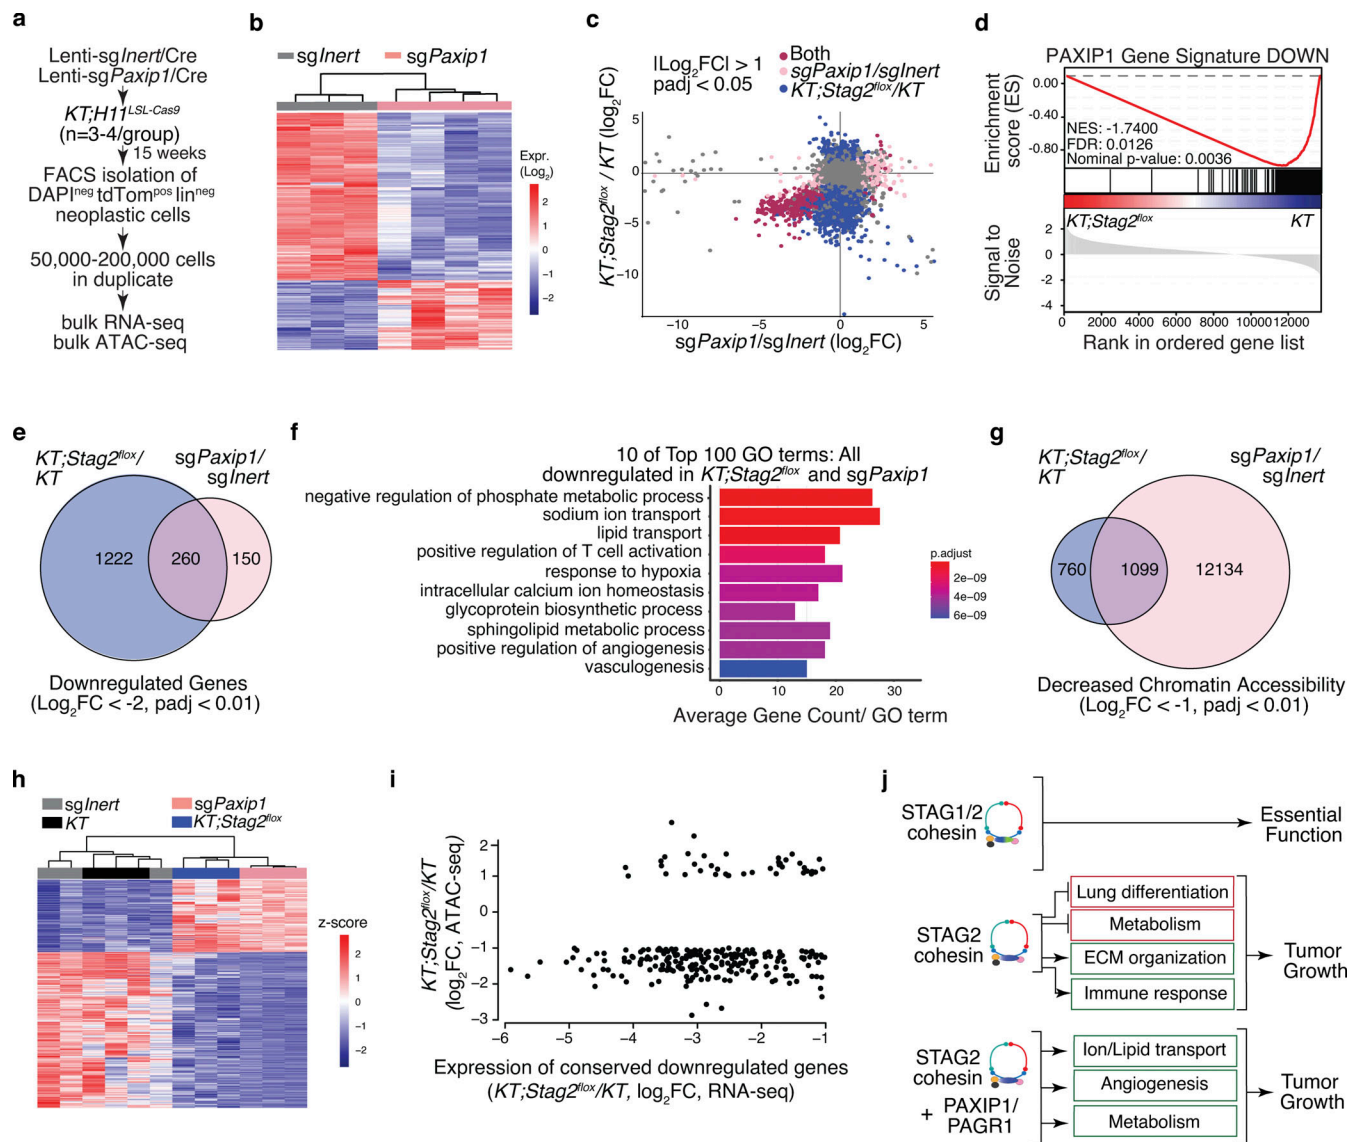 a
Lenti-sgInert/Cre
Lenti-sgPaxip1/Cre
KT;H11LSL-Cas9
(n=3-4/group)
15 weeks
FACS isolation of
DAPIneg tdTompos linneg
neoplastic cells
50,000-200,000 cells
in duplicate
bulk RNA-seq
bulk ATAC-seq
b
sgInert
sgPaxip1
Expr.
(Log2)
2
1
0
−1
−2
c
|Log2FC| > 1
padj < 0.05
Both
sgPaxip1/sgInert
KT;Stag2flox/KT
KT;Stag2flox / KT (log2FC)
5
0
−5
−10
−10
−5
0
5
sgPaxip1/sgInert (log2FC)
d
PAXIP1 Gene Signature DOWN
Enrichment
score (ES)
0.00
-0.40
-0.80
NES: -1.7400
FDR: 0.0126
Nominal p-value: 0.0036
KT;Stag2flox
KT
Signal to
Noise
2
0
-2
-4
0
2000
4000
6000
8000
10000
12000
Rank in ordered gene list
e
KT;Stag2flox/
KT
sgPaxip1/
sgInert
1222
260
150
Downregulated Genes
(Log2FC < -2, padj < 0.01)
f
10 of Top 100 GO terms: All
downregulated in KT;Stag2flox and sgPaxip1
negative regulation of phosphate metabolic process
sodium ion transport
lipid transport
positive regulation of T cell activation
response to hypoxia
intracellular calcium ion homeostasis
glycoprotein biosynthetic process
sphingolipid metabolic process
positive regulation of angiogenesis
vasculogenesis
0
10
20
30
Average Gene Count/ GO term
p.adjust
2e-09
4e-09
6e-09
g
KT;Stag2flox/
KT
sgPaxip1/
sgInert
760
1099
12134
Decreased Chromatin Accessibility
(Log2FC < -1, padj < 0.01)
h
sgInert
sgPaxip1
KT
KT;Stag2flox
z-score
2
1
0
−1
−2
i
KT;Stag2flox/KT
(log2FC, ATAC-seq)
2
1
0
−1
−2
−3
−6
−5
−4
−3
−2
−1
Expression of conserved downregulated genes
(KT;Stag2flox/KT, log2FC, RNA-seq)
j
STAG1/2
cohesin
Essential
Function
STAG2
cohesin
Lung differentiation
Metabolism
ECM organization
Immune response
Tumor
Growth
STAG2
cohesin
+ PAXIP1/
PAGR1
Ion/Lipid transport
Angiogenesis
Metabolism
Tumor
Growth